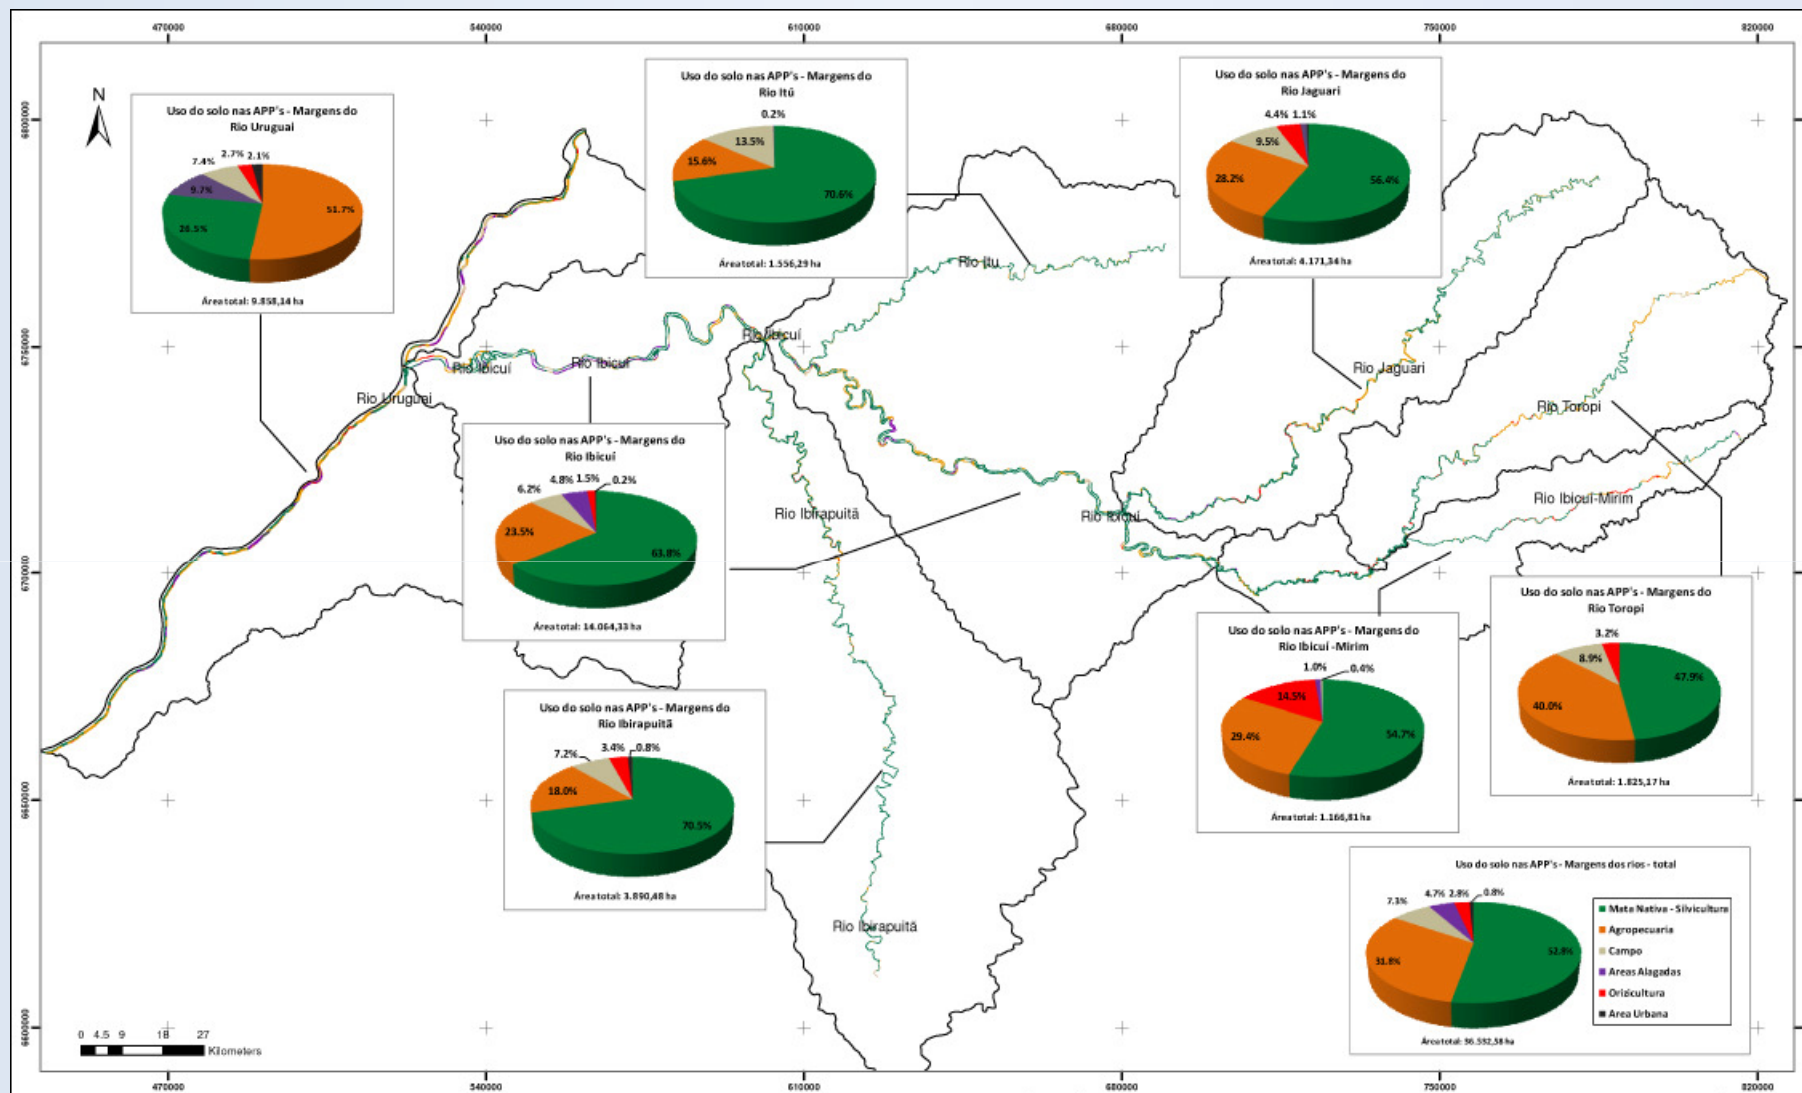 470000
540000
610000
680000
750000
820000
6800000
6750000
6700000
6650000
6600000
N
Uso do solo nas APP's - Margens do
Rio Uruguai
2.7%
2.1%
7.4%
9.7%
51.7%
26.5%
Área total: 9.858,14 ha
Uso do solo nas APP's - Margens do
Rio Itú
0.2%
13.5%
15.6%
70.6%
Área total: 1.556,29 ha
Uso do solo nas APP's - Margens do
Rio Jaguari
4.4%
1.1%
9.5%
28.2%
56.4%
Área total: 4.171,34 ha
Rio Itu
Rio Ibicuí
Rio Ibicuí
Rio Ibicuí
Rio Uruguai
Rio Jaguari
Rio Toropi
Rio Ibicuí-Mirim
Rio Ibirapuitã
Rio Ibicuí
Uso do solo nas APP's - Margens do
Rio Ibicuí
4.8%
1.5%
0.2%
6.2%
23.5%
63.8%
Área total: 14.064,33 ha
Uso do solo nas APP's - Margens do
Rio Toropi
3.2%
8.9%
47.9%
40.0%
Área total: 1.825,17 ha
Uso do solo nas APP's - Margens do
Rio Ibicuí -Mirim
1.0%
0.4%
14.5%
29.4%
54.7%
Área total: 1.166,81 ha
Uso do solo nas APP's - Margens do
Rio Ibirapuitã
3.4%
0.8%
7.2%
18.0%
70.5%
Área total: 3.890,48 ha
Rio Ibirapuitã
Uso do solo nas APP's - Margens dos rios - total
4.7%
2.8%
0.8%
7.3%
31.8%
52.8%
Mata Nativa - Silvicultura
Agropecuaria
Campo
Areas Alagadas
Orizicultura
Area Urbana
Área total: 36.532,58 ha
0 4.5 9 18 27
Kilometers
470000
540000
610000
680000
750000
820000